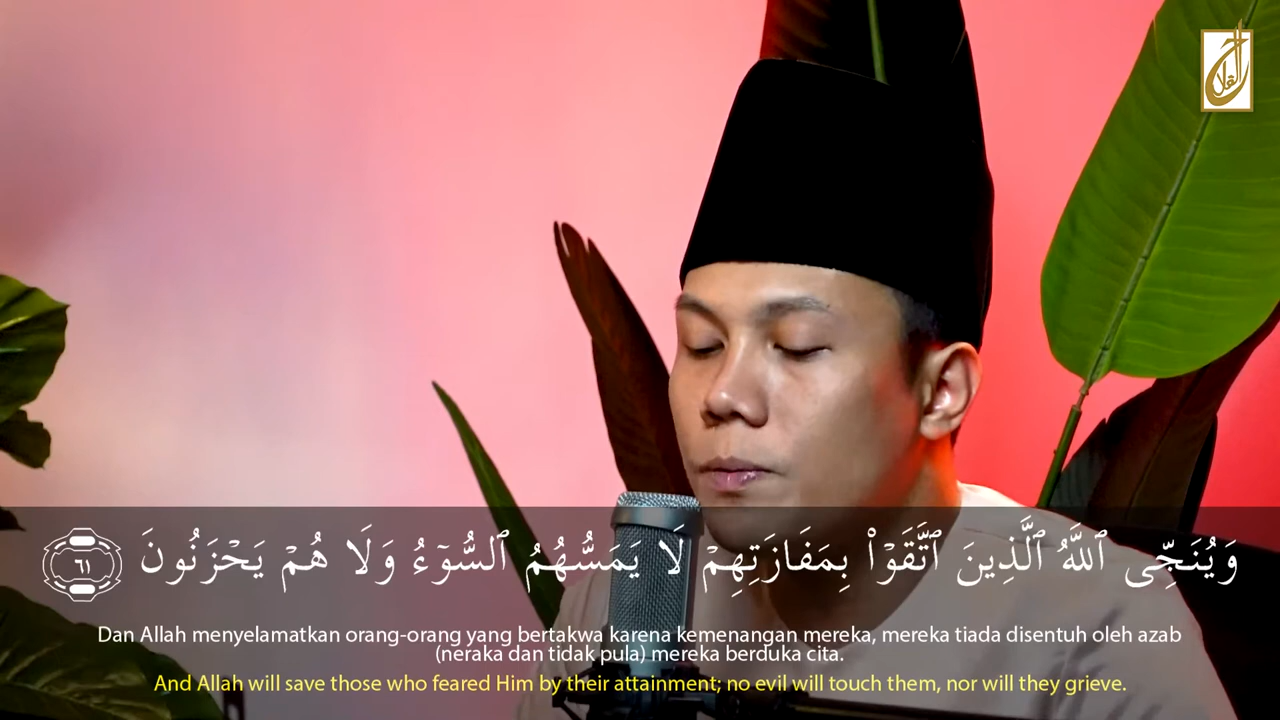 وَيُنَجِّى ٱللَّهُ ٱلَّذِينَ ٱتَّقَوْا۟ بِمَفَازَتِهِمْ لَا يَمَسُّهُمُ ٱلسُّوٓءُ وَلَا هُمْ يَحْزَنُونَ ٦١
Dan Allah menyelamatkan orang-orang yang bertakwa karena kemenangan mereka, mereka tiada disentuh oleh azab
(neraka dan tidak pula) mereka berduka cita.
And Allah will save those who feared Him by their attainment; no evil will touch them, nor will they grieve.